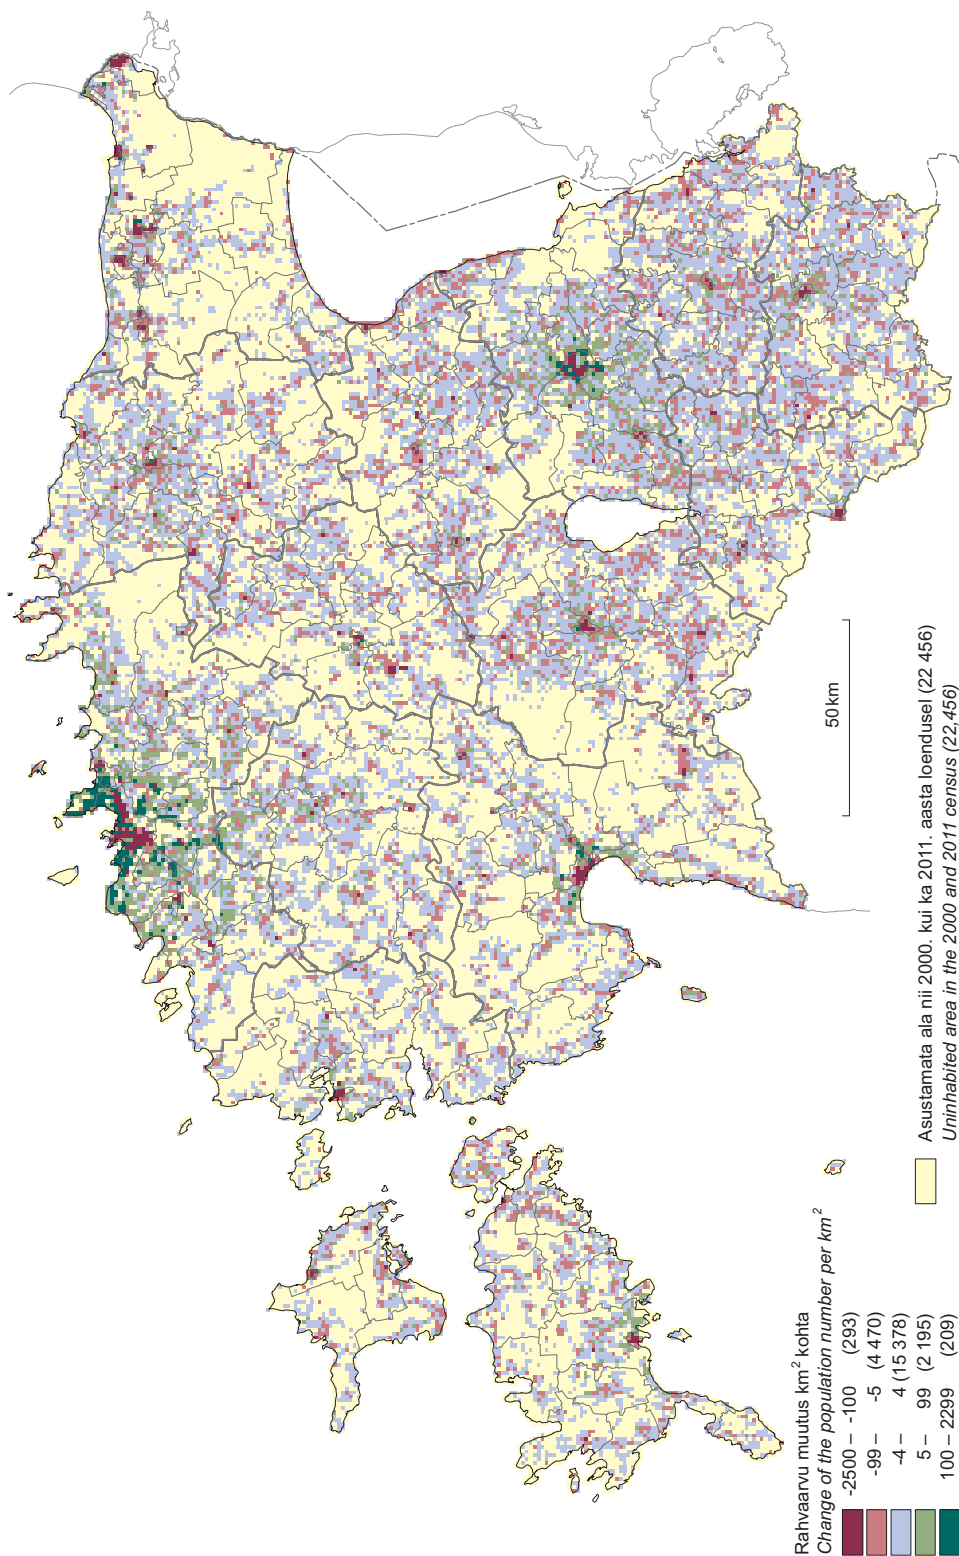 Rahvaarvu muutus km² kohta
Change of the population number per km²
-2500 – -100 (293)
-99 – -5 (4 470)
-4 – 4 (15 378)
5 – 99 (2 195)
100 – 2299 (209)
Asustamata ala nii 2000. kui ka 2011. aasta loendusel (22 456)
Uninhabited area in the 2000 and 2011 census (22,456)
50 km